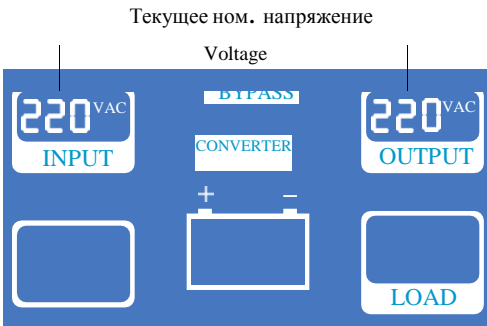 Текущее ном. напряжение
Voltage
220 VAC
BYPASS
220 VAC
INPUT
CONVERTER
OUTPUT
+ –
LOAD